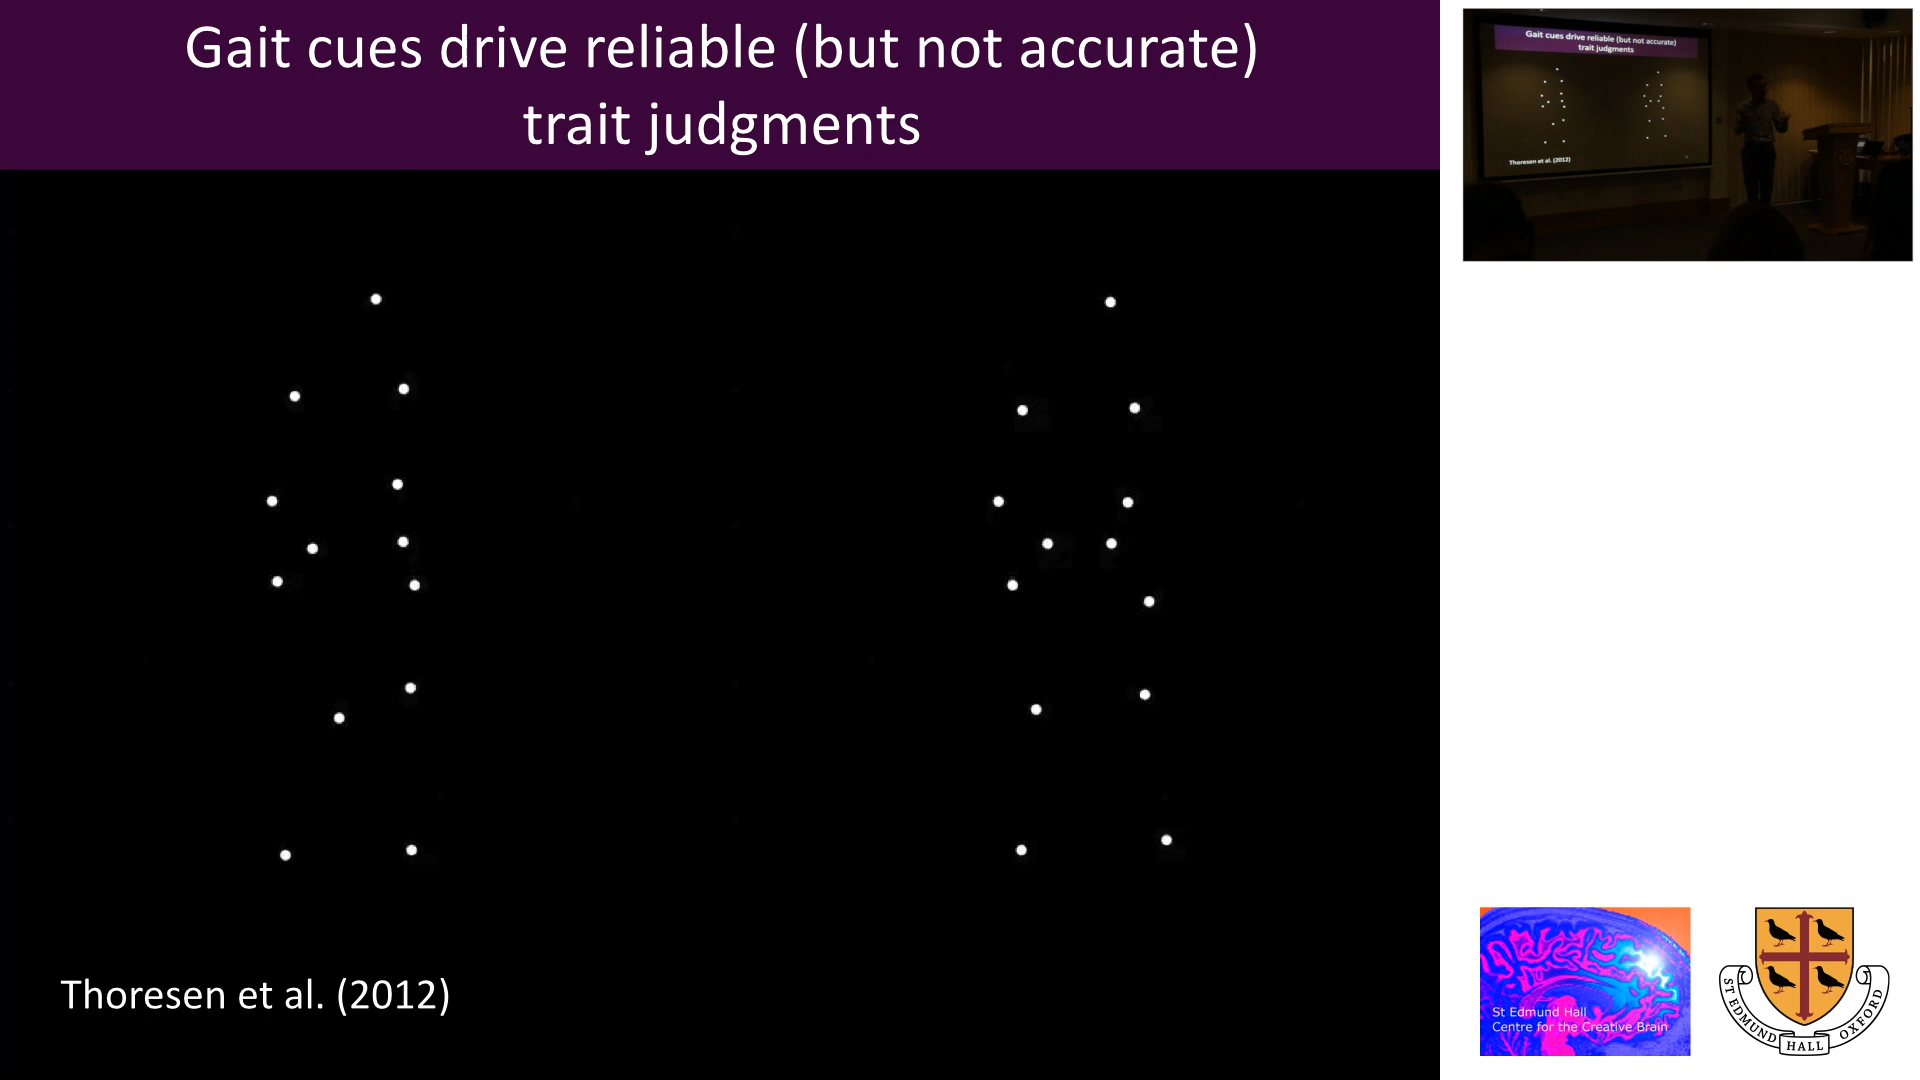 Gait cues drive reliable (but not accurate)
trait judgments
Thoresen et al. (2012)
Gait cues drive reliable (but not accurate)
trait judgments
Thoresen et al. (2012)
St Edmund Hall
Centre for the Creative Brain
ST EDMUND HALL OXFORD